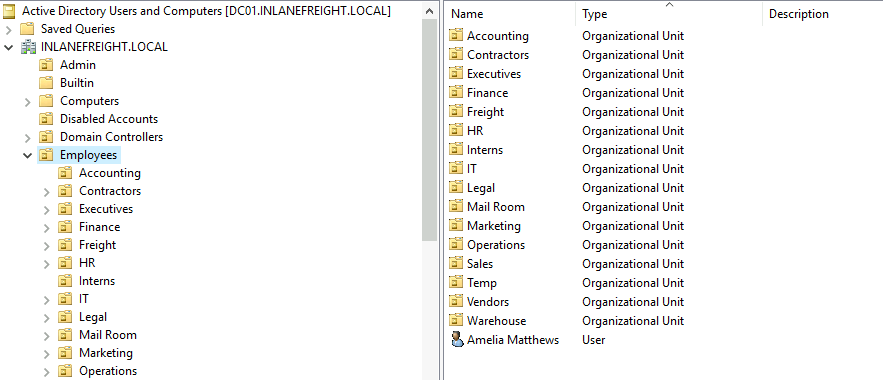 Active Directory Users and Computers [DC01.INLANEFREIGHT.LOCAL]
Saved Queries
INLANEFREIGHT.LOCAL
Admin
Builtin
Computers
Disabled Accounts
Domain Controllers
Employees
Accounting
Contractors
Executives
Finance
Freight
HR
Interns
IT
Legal
Mail Room
Marketing
Operations
Name Type Description
Accounting Organizational Unit
Contractors Organizational Unit
Executives Organizational Unit
Finance Organizational Unit
Freight Organizational Unit
HR Organizational Unit
Interns Organizational Unit
IT Organizational Unit
Legal Organizational Unit
Mail Room Organizational Unit
Marketing Organizational Unit
Operations Organizational Unit
Sales Organizational Unit
Temp Organizational Unit
Vendors Organizational Unit
Warehouse Organizational Unit
Amelia Matthews User